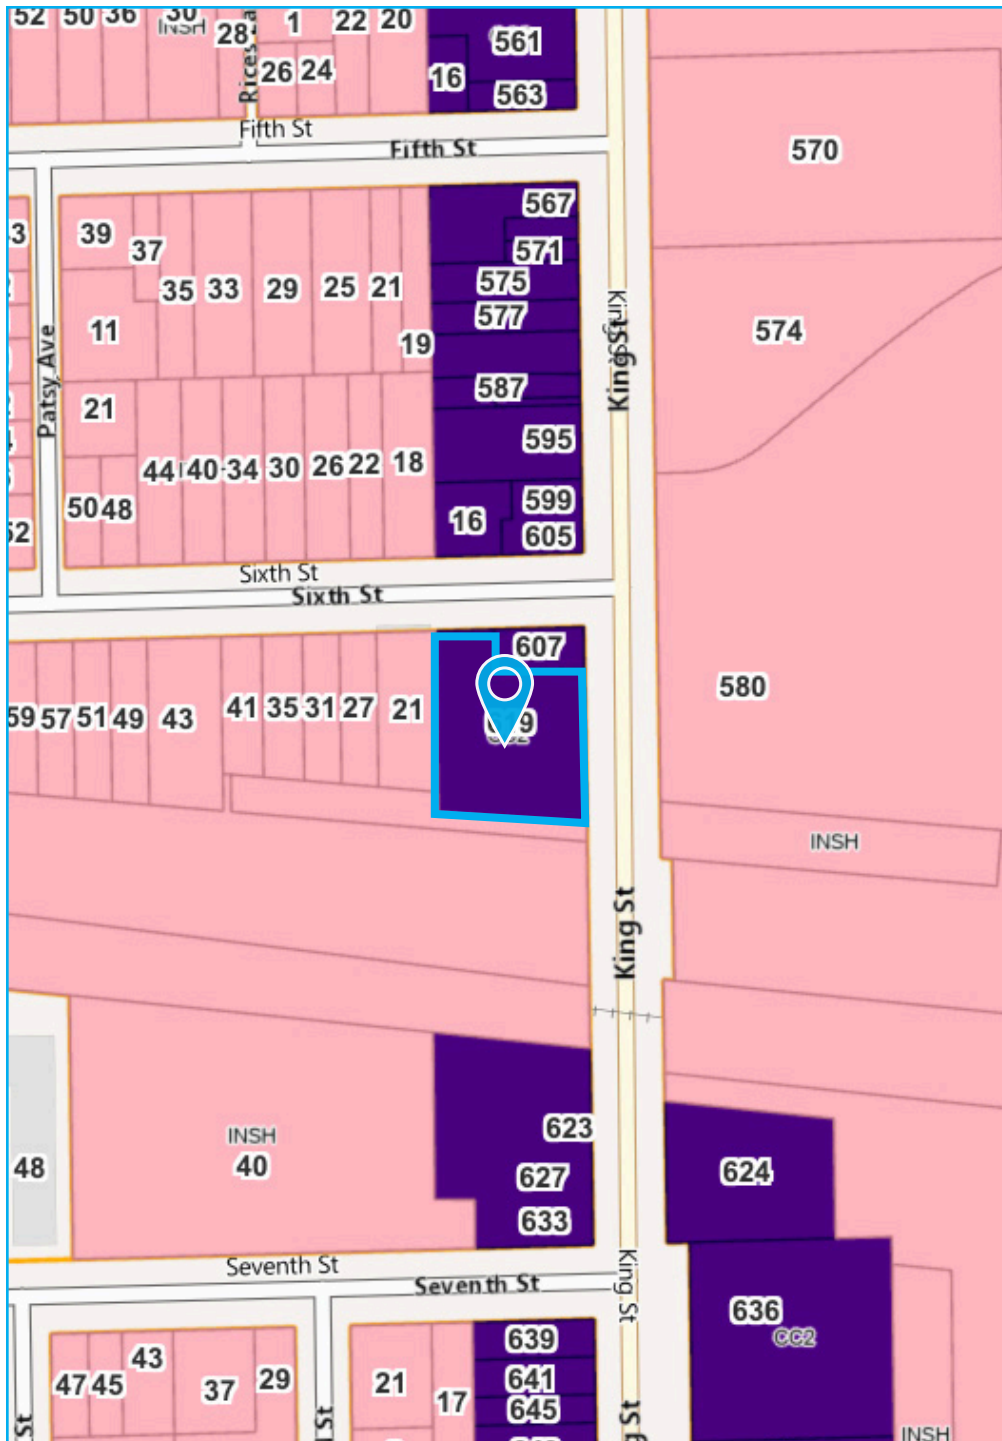 52 50 36 30 INSH 28 1 22 20 561
26 24 16 563
Fifth St
Fifth St
570
39 37 567
571
35 33 29 25 21 575
577
King St
574
11 19
Patsy Ave
587
21 595
44 40 34 30 26 22 18
50 48 16 599
605
52
Sixth St
Sixth St
607
59 57 51 49 43 41 35 31 27 21
580
INSH
King St
623
INSH
40
48
627
624
633
Seventh St
Seventh St
King St
636
CC2
639
47 45 43 37 29 21 17 641
645
St
INSH